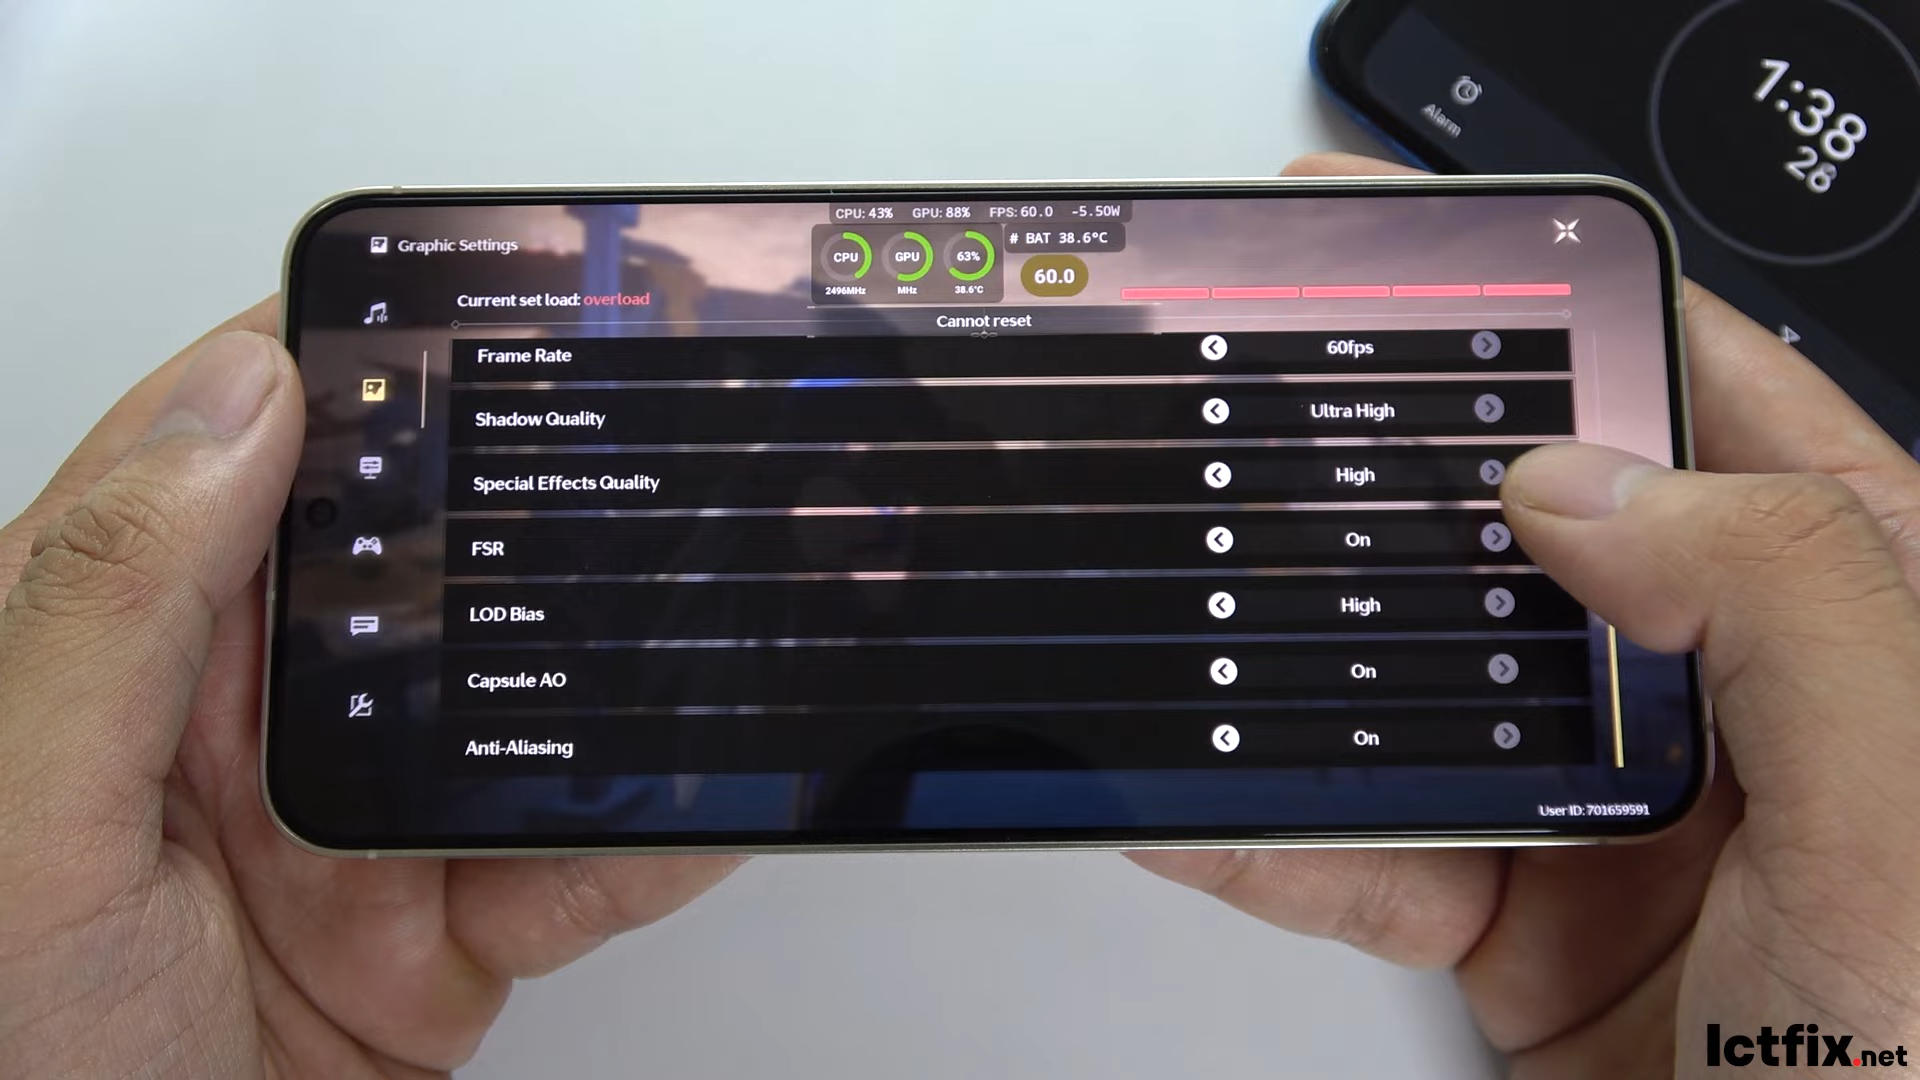 1:38
28
Alarm
CPU: 43% GPU: 88% FPS: 60.0 -5.50W
# BAT 38.6°C
CPU GPU 63%
2496MHz MHz 38.6°C
60.0
Graphic Settings
Current set load: overload
Cannot reset
Frame Rate 60fps
Shadow Quality Ultra High
Special Effects Quality High
FSR On
LOD Bias High
Capsule AO On
Anti-Aliasing On
User ID: 701659591
Ictfix.net